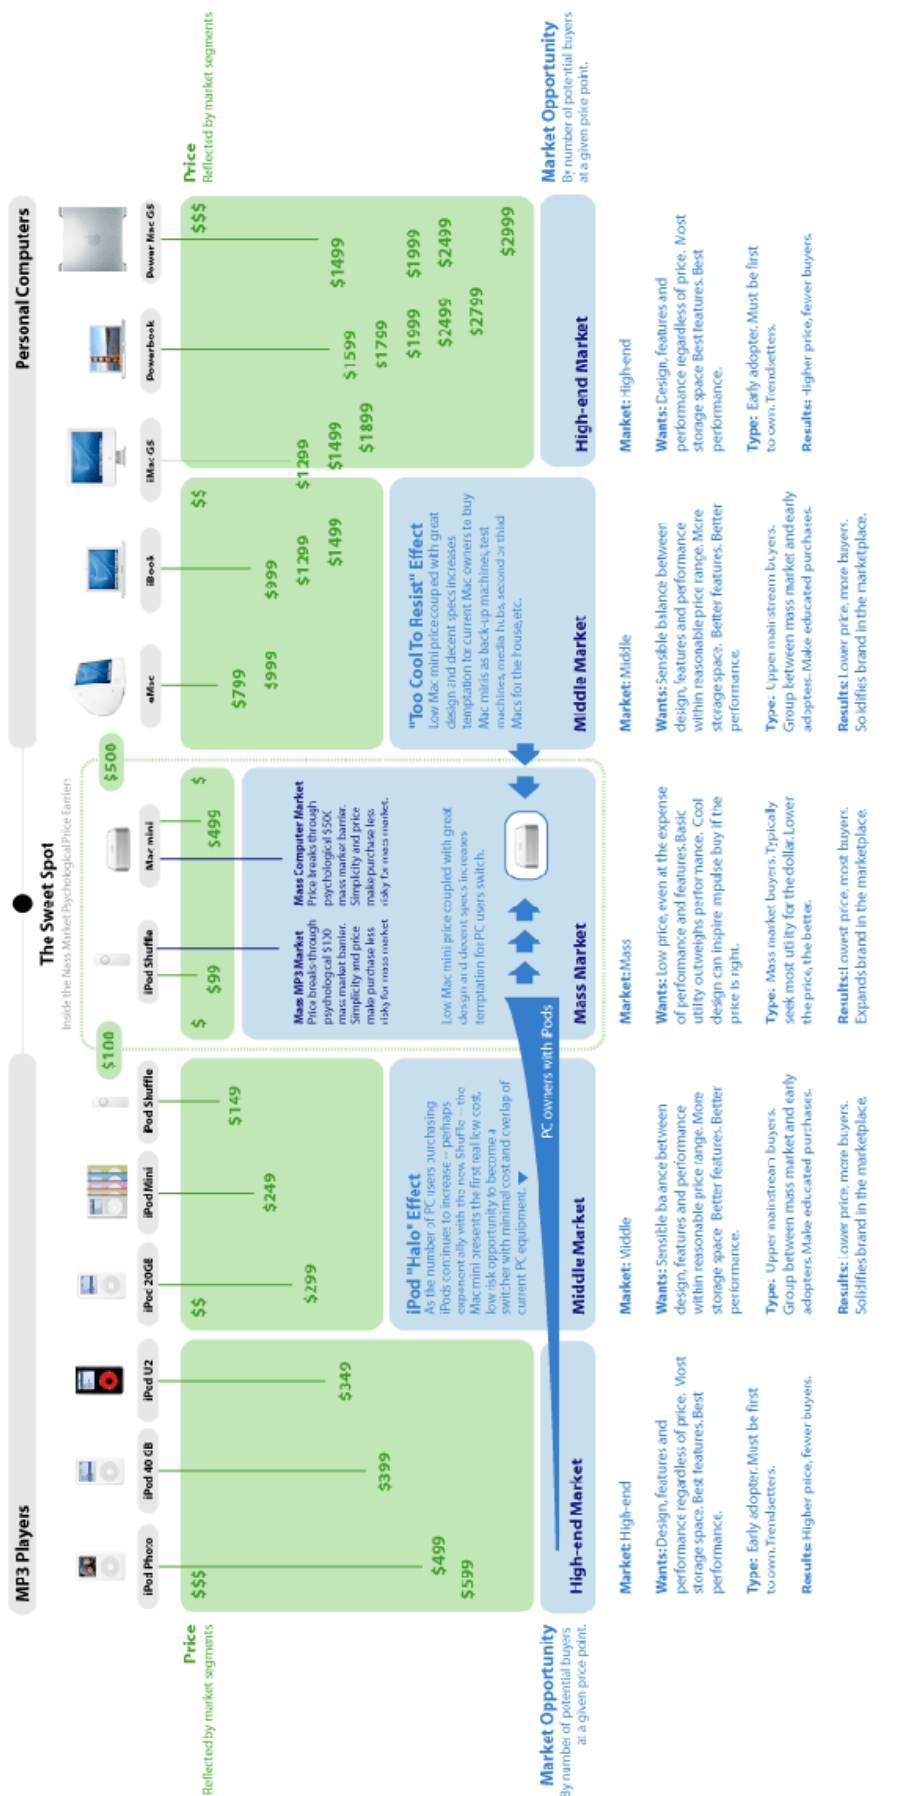 MP3 Players
The Sweet Spot
Inside the Mass Market Psychological Price Barriers
Personal Computers
iPod Photo
iPod 40 GB
iPod U2
iPod 20GB
iPod Mini
iPod Shuffle
$100
iPod Shuffle
Mac mini
$500
eMac
iBook
iMac G5
Powerbook
Power Mac G5
Price
Reflected by market segments
$$$
$499
$599
$399
$349
$$
$299
$249
$149
$
$99
$499
$
$799
$999
$$
$999
$1299
$1499
$1299
$1499
$1899
$1599
$1799
$1999
$2499
$2799
$$$
$1499
$1999
$2499
$2999
Price
Reflected by market segments
iPod "Halo" Effect
As the number of PC users purchasing
iPods continues to increase -- perhaps
exponentially with the new Shuffle -- the
Mac mini presents the first real low cost,
low risk opportunity to become a
switcher with minimal cost and overlap of
current PC equipment.
Mass MP3 Market
Price breaks through
psychological $100
mass market barrier.
Simplicity and price
make purchase less
risky for mass market
Mass Computer Market
Price breaks through
psychological $500
mass market barrier.
Simplicity and price
make purchase less
risky for mass market.
Low Mac mini price coupled with great
design and decent specs increases
temptation for PC users switch.
"Too Cool To Resist" Effect
Low Mac mini price coupled with great
design and decent specs increases
temptation for current Mac owners to buy
Mac minis as back-up machines, test
machines, media hubs, second or third
Macs for the house, etc.
PC owners with iPods
Market Opportunity
By number of potential buyers
at a given price point.
High-end Market
Middle Market
Mass Market
Middle Market
High-end Market
Market Opportunity
By number of potential buyers
at a given price point.
Market: High-end
Wants: Design, features and
performance regardless of price. Most
storage space. Best features. Best
performance.
Type: Early adopter. Must be first
to own. Trendsetters.
Results: Higher price, fewer buyers.
Market: Middle
Wants: Sensible balance between
design, features and performance
within reasonable price range. More
storage space Better features. Better
performance.
Type: Upper mainstream buyers.
Group between mass market and early
adopters. Make educated purchases.
Results: Lower price, more buyers.
Solidifies brand in the marketplace.
Market: Mass
Wants: Low price, even at the expense
of performance and features. Basic
utility outweighs performance. Cool
design can inspire impulse buy if the
price is right.
Type: Mass market buyers. Typically
seek most utility for the dollar. Lower
the price, the better.
Results: Lowest price, most buyers.
Expands brand in the marketplace.
Market: Middle
Wants: Sensible balance between
design, features and performance
within reasonable price range. More
storage space. Better features. Better
performance.
Type: Upper mainstream buyers.
Group between mass market and early
adopters. Make educated purchases.
Results: Lower price, more buyers.
Solidifies brand in the marketplace.
Market: High-end
Wants: Design, features and
performance regardless of price. Most
storage space Best features. Best
performance.
Type: Early adopter. Must be first
to own. Trendsetters.
Results: Higher price, fewer buyers.